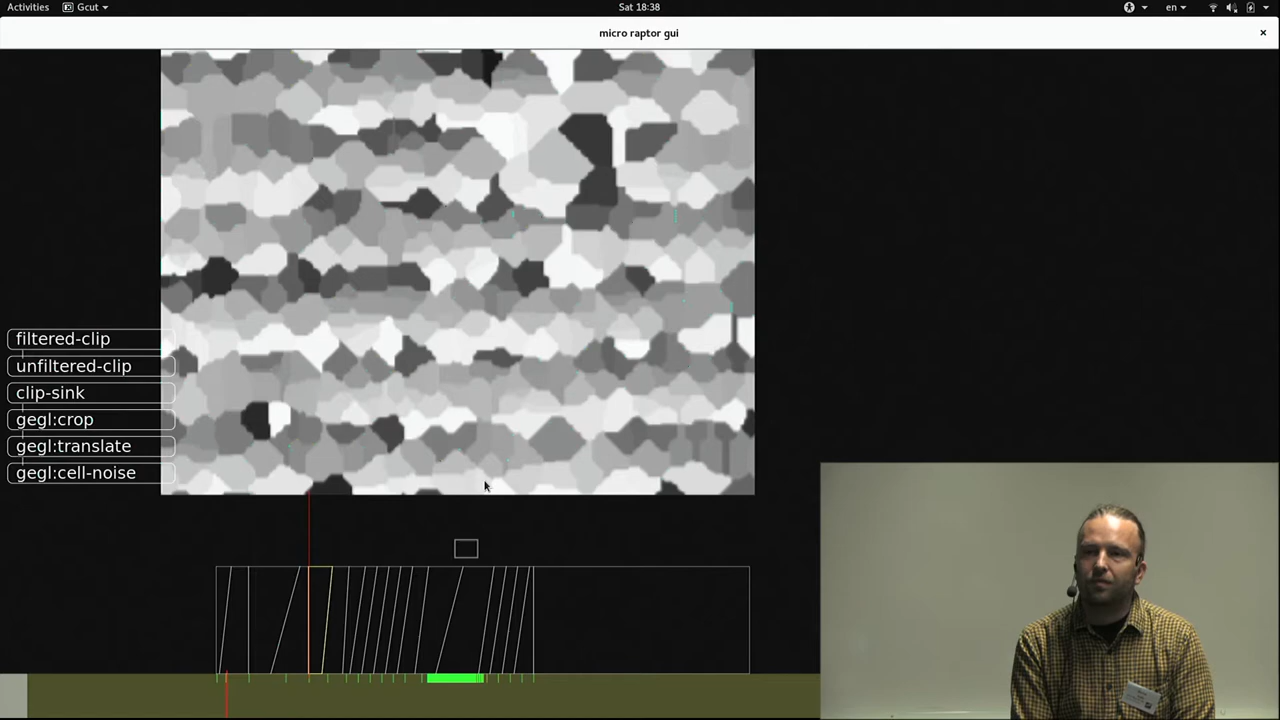 Activities Gcut Sat 18:38 en
micro raptor gui ×
filtered-clip
unfiltered-clip
clip-sink
gegl:crop
gegl:translate
gegl:cell-noise